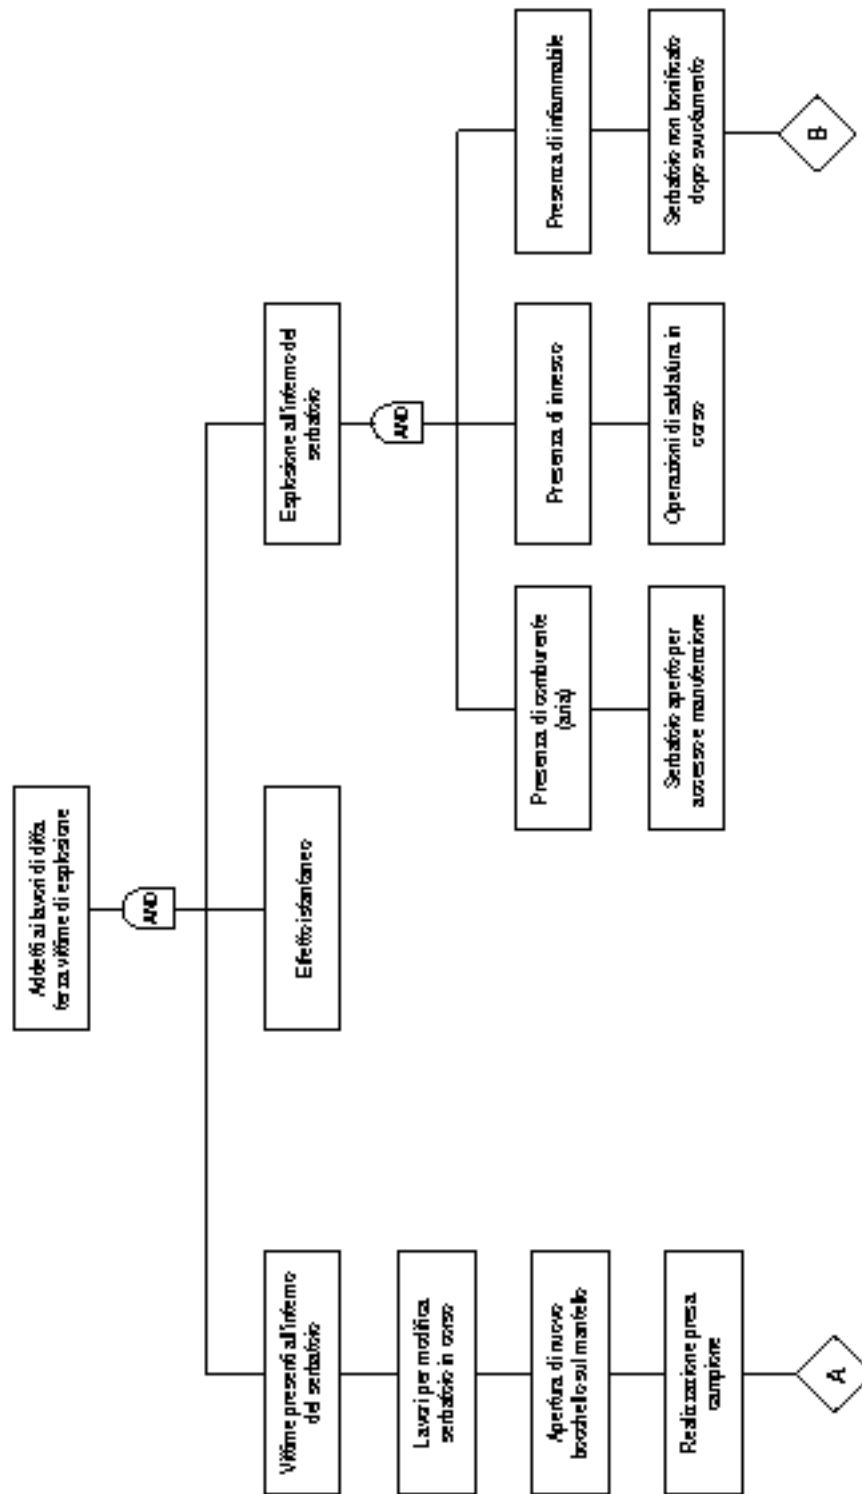 Addetti ai lavori di ditta
terza vittime di esplosione
AND
Vittime presenti all'interno
del serbatoio
Effetto istantaneo
Esplosione all'interno del
serbatoio
Lavori per modifica
serbatoio in corso
AND
Apertura di nuovo
bocchello sul mantello
Presenza di comburente
(aria)
Presenza di innesco
Presenza di infiammabile
Realizzazione presa
campione
Serbatoio aperto per
accesso e manutenzione
Operazioni di saldatura in
corso
Serbatoio non bonificato
dopo svuotamento
A
B